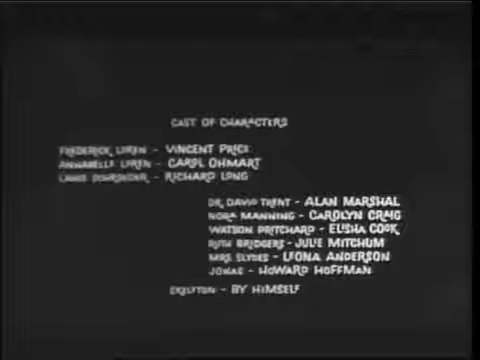 CAST OF CHARACTERS
FREDERICK LOREN - VINCENT PRICE
ANNABELLE LOREN - CAROL OHMART
LANCE SCHROEDER - RICHARD LONG
DR. DAVID TRENT - ALAN MARSHAL
NORA MANNING - CAROLYN CRAIG
WATSON PRITCHARD - ELISHA COOK
RUTH BRIDGERS - JULIE MITCHUM
MRS SLYDES - LEONA ANDERSON
JONAS - HOWARD HOFFMAN
SKELETON - BY HIMSELF